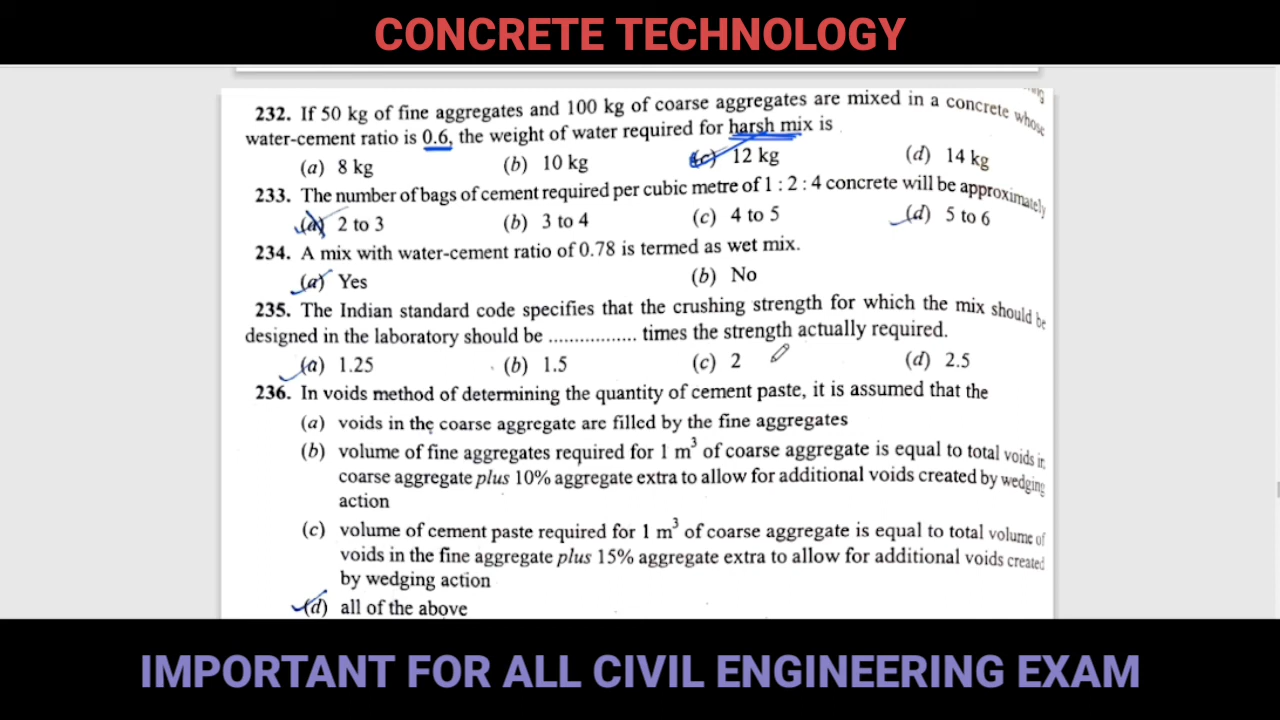 CONCRETE TECHNOLOGY
232. If 50 kg of fine aggregates and 100 kg of coarse aggregates are mixed in a concrete whose
water-cement ratio is 0.6, the weight of water required for harsh mix is
(a) 8 kg (b) 10 kg (c) 12 kg (d) 14 kg
233. The number of bags of cement required per cubic metre of 1 : 2 : 4 concrete will be approximately
(a) 2 to 3 (b) 3 to 4 (c) 4 to 5 (d) 5 to 6
234. A mix with water-cement ratio of 0.78 is termed as wet mix.
(a) Yes (b) No
235. The Indian standard code specifies that the crushing strength for which the mix should be
designed in the laboratory should be ................. times the strength actually required.
(a) 1.25 (b) 1.5 (c) 2 (d) 2.5
236. In voids method of determining the quantity of cement paste, it is assumed that the
(a) voids in the coarse aggregate are filled by the fine aggregates
(b) volume of fine aggregates required for 1 m³ of coarse aggregate is equal to total voids in
coarse aggregate plus 10% aggregate extra to allow for additional voids created by wedging
action
(c) volume of cement paste required for 1 m³ of coarse aggregate is equal to total volume of
voids in the fine aggregate plus 15% aggregate extra to allow for additional voids created
by wedging action
(d) all of the above
IMPORTANT FOR ALL CIVIL ENGINEERING EXAM